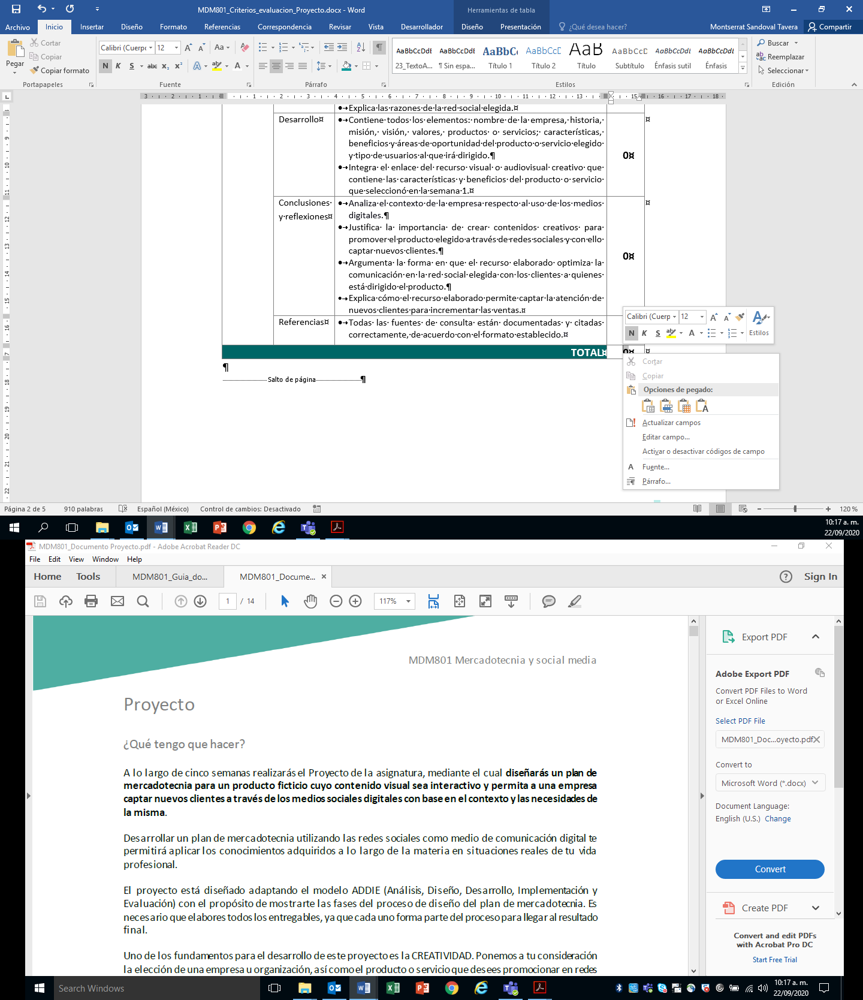 MDM801_Criterios_evaluacion_Proyecto.docx - Word
Herramientas de tabla
Archivo Inicio Insertar Diseño Formato Referencias Correspondencia Revisar Vista Desarrollador Diseño Presentación ¿Qué desea hacer? Montserrat Sandoval Tavera Compartir
Pegar
Cortar
Copiar
Copiar formato
Portapapeles
Calibri (Cuerpo 12
Fuente
Párrafo
AaBbCcDdE AaBbCcDdE AaBbCc AaBbCcD AaB AaBbCcD AaBbCcDdE AaBbCcDdE
23_TextoA... ¶ Sin espa... Título 1 Título 2 Título Subtítulo Énfasis sutil Énfasis
Estilos
Buscar
Reemplazar
Seleccionar
Edición
3 2 1 1 2 3 4 5 6 7 8 9 10 11 12 13 15 16 17 18
Explica las razones de la red social elegida.¤
Desarrollo¤
Contiene todos los elementos: nombre de la empresa, historia,
misión, visión, valores, productos o servicios; características,
beneficios y áreas de oportunidad del producto o servicio elegido
y tipo de usuarios al que irá dirigido.¶
Integra el enlace del recurso visual o audiovisual creativo que
contiene las características y beneficios del producto o servicio
que seleccionó en la semana 1.¤
0¤
¤
Conclusiones
y reflexiones¤
Analiza el contexto de la empresa respecto al uso de los medios
digitales.¶
Justifica la importancia de crear contenidos creativos para
promover el producto elegido a través de redes sociales y con ello
captar nuevos clientes.¶
Argumenta la forma en que el recurso elaborado optimiza la
comunicación en la red social elegida con los clientes a quienes
está dirigido el producto.¶
Explica cómo el recurso elaborado permite captar la atención de
nuevos clientes para incrementar las ventas.¤
0¤
¤
Referencias¤
Todas las fuentes de consulta están documentadas y citadas
correctamente, de acuerdo con el formato establecido.¤
TOTAL¤ 0¤ ¤
¶
Salto de página ¶
Calibri (Cuerp 12
N K S Estilos
Cortar
Copiar
Opciones de pegado:
Actualizar campos
Editar campo...
Activar o desactivar códigos de campo
Fuente...
Párrafo...
Página 2 de 5 910 palabras Español (México) Control de cambios: Desactivado 120 %
10:17 a. m.
22/09/2020
MDM801_Documento Proyecto.pdf - Adobe Acrobat Reader DC
File Edit View Window Help
Home Tools MDM801_Guia_do... MDM801_Docume... × Sign In
1 / 14 117%
MDM801 Mercadotecnia y social media
Proyecto
¿Qué tengo que hacer?
A lo largo de cinco semanas realizarás el Proyecto de la asignatura, mediante el cual diseñarás un plan de
mercadotecnia para un producto ficticio cuyo contenido visual sea interactivo y permita a una empresa
captar nuevos clientes a través de los medios sociales digitales con base en el contexto y las necesidades de
la misma.
Desarrollar un plan de mercadotecnia utilizando las redes sociales como medio de comunicación digital te
permitirá aplicar los conocimientos adquiridos a lo largo de la materia en situaciones reales de tu vida
profesional.
El proyecto está diseñado adaptando el modelo ADDIE (Análisis, Diseño, Desarrollo, Implementación y
Evaluación) con el propósito de mostrarte las fases del proceso de diseño del plan de mercadotecnia. Es
necesario que elabores todos los entregables, ya que cada uno forma parte del proceso para llegar al resultado
final.
Uno de los fundamentos para el desarrollo de este proyecto es la CREATIVIDAD. Ponemos a tu consideración
la elección de una empresa u organización, así como el producto o servicio que desees promocionar en redes
Export PDF
Adobe Export PDF
Convert PDF Files to Word
or Excel Online
Select PDF File
MDM801_Doc...oyecto.pdf
Convert to
Microsoft Word (*.docx)
Document Language:
English (U.S.) Change
Convert
Create PDF
Convert and edit PDFs
with Acrobat Pro DC
Start Free Trial
Search Windows
10:17 a. m.
22/09/2020